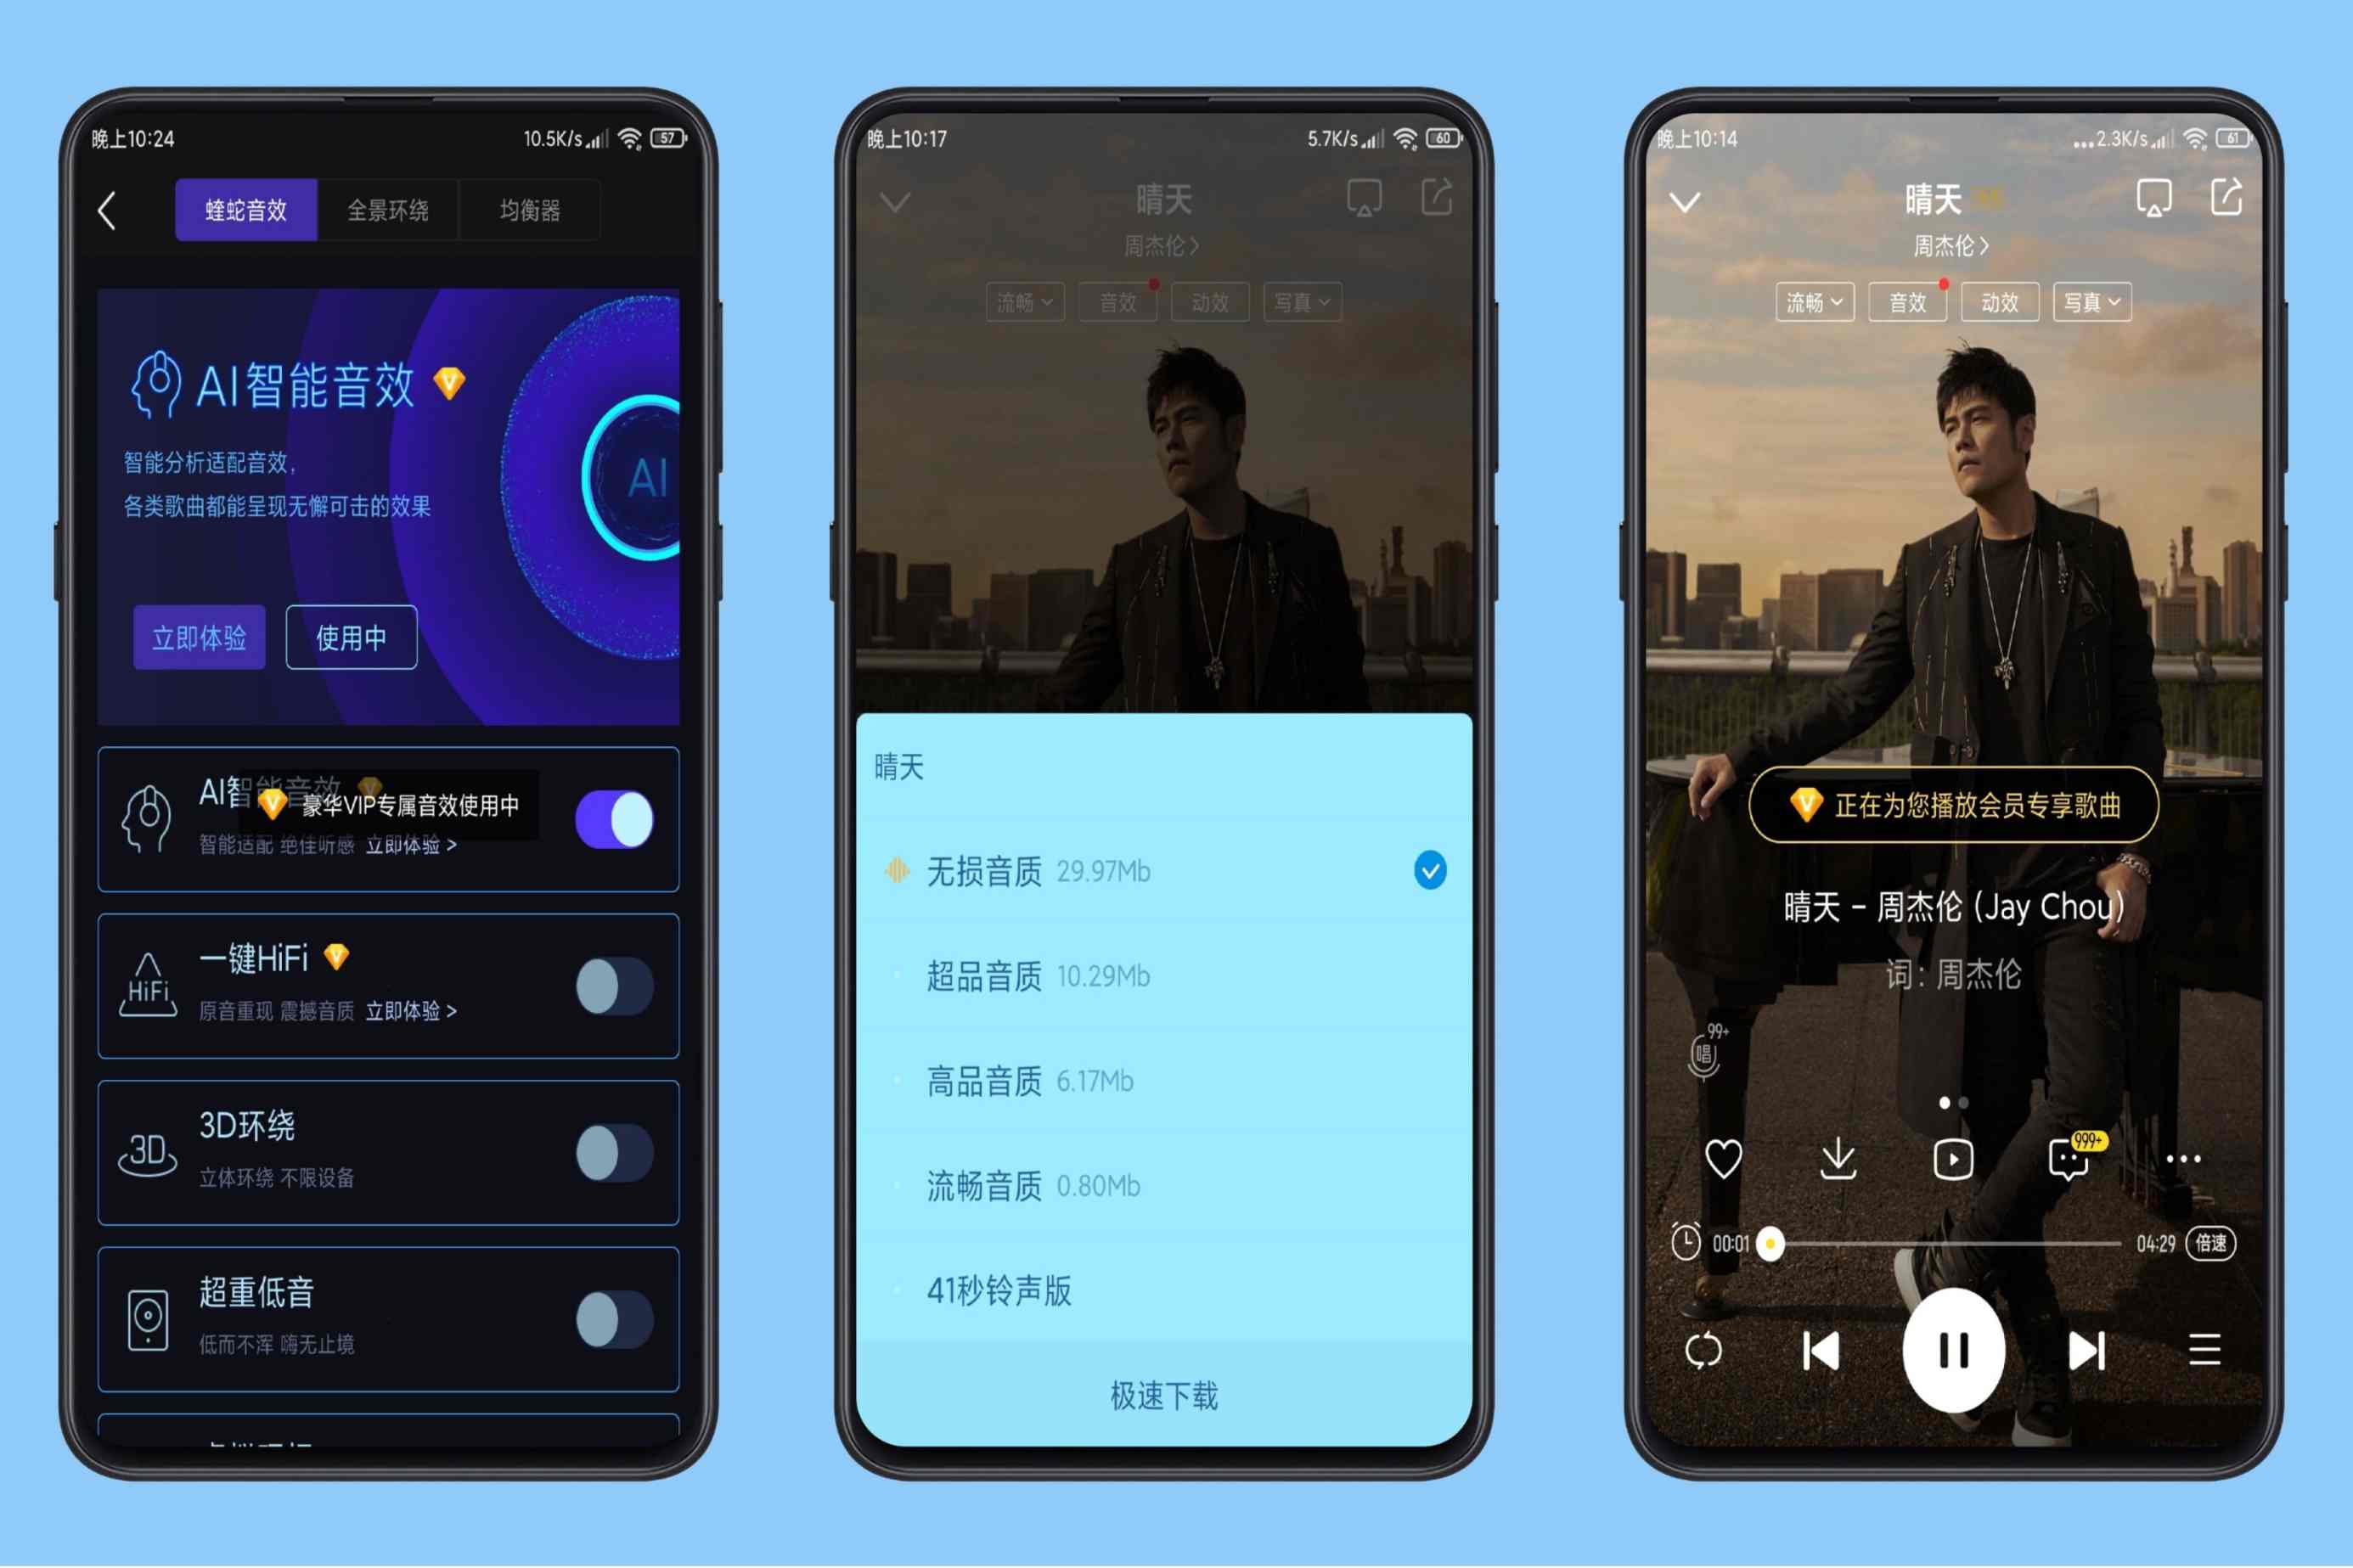 晚上10:24 10.5K/s 57
蝰蛇音效 全景环绕 均衡器
AI智能音效
AI
智能分析适配音效，
各类歌曲都能呈现无懈可击的效果
立即体验 使用中
AI智能音效
豪华VIP专属音效使用中
智能适配 绝佳听感 立即体验 >
一键HiFi
HiFi
原音重现 震撼音质 立即体验 >
3D环绕
3D
立体环绕 不限设备
超重低音
低而不浑 嗨无止境
晚上10:17 5.7K/s 60
晴天
周杰伦 >
流畅 音效 动效 写真
晴天
无损音质 29.97Mb
超品音质 10.29Mb
高品音质 6.17Mb
流畅音质 0.80Mb
41秒铃声版
极速下载
晚上10:14 ...2.3K/s 61
晴天
周杰伦 >
流畅 音效 动效 写真
正在为您播放会员专享歌曲
晴天 - 周杰伦 (Jay Chou)
词：周杰伦
99+
唱
999+
00:01 04:29 倍速